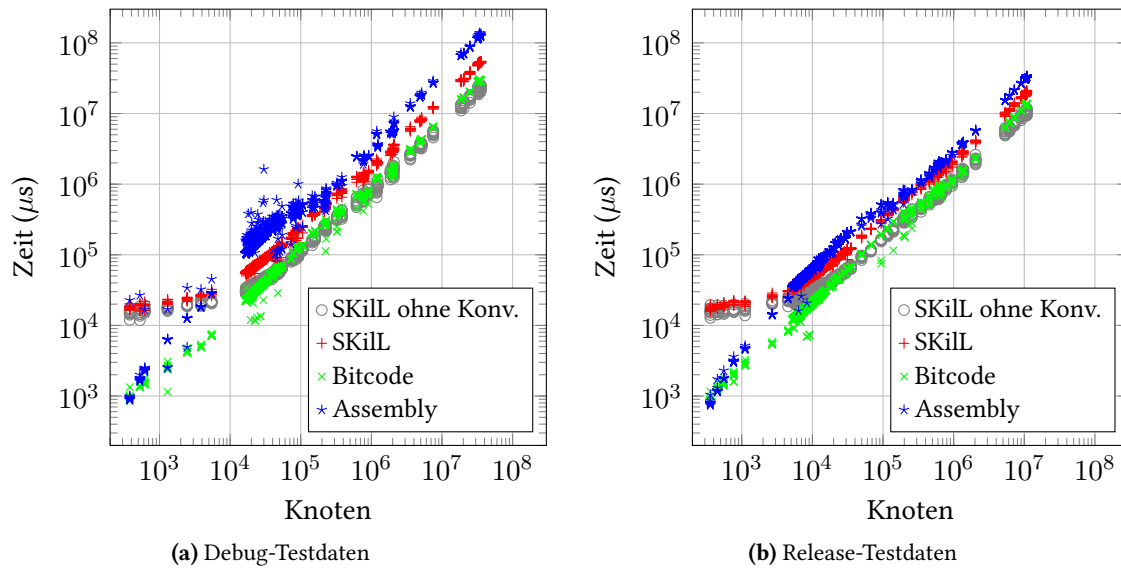 10^8
10^7
10^6
10^5
10^4
10^3
Zeit (μs)
10^3 10^4 10^5 10^6 10^7 10^8
Knoten
SKilL ohne Konv.
SKilL
Bitcode
Assembly
(a) Debug-Testdaten
10^8
10^7
10^6
10^5
10^4
10^3
Zeit (μs)
10^3 10^4 10^5 10^6 10^7 10^8
Knoten
SKilL ohne Konv.
SKilL
Bitcode
Assembly
(b) Release-Testdaten